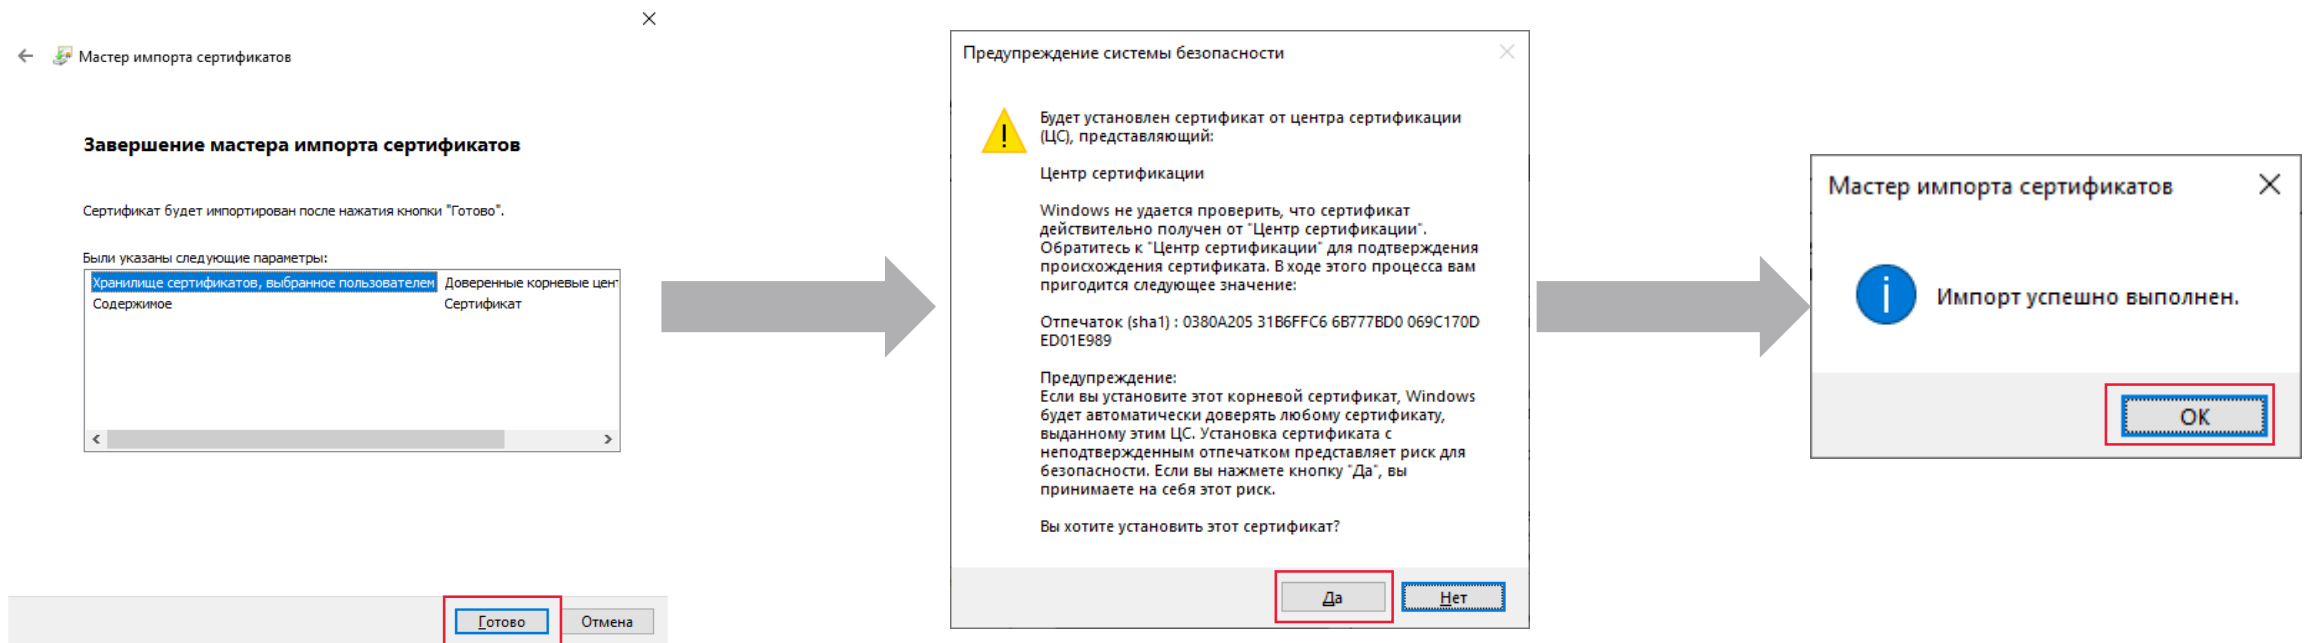 Мастер импорта сертификатов
Завершение мастера импорта сертификатов
Сертификат будет импортирован после нажатия кнопки "Готово".
Были указаны следующие параметры:
Хранилище сертификатов, выбранное пользователем Доверенные корневые цент
Содержимое Сертификат
Готово Отмена
Предупреждение системы безопасности
Будет установлен сертификат от центра сертификации
(ЦС), представляющий:
Центр сертификации
Windows не удается проверить, что сертификат
действительно получен от "Центр сертификации".
Обратитесь к "Центр сертификации" для подтверждения
происхождения сертификата. В ходе этого процесса вам
пригодится следующее значение:
Отпечаток (sha1) : 0380A205 31B6FFC6 6B777BD0 069C170D
ED01E989
Предупреждение:
Если вы установите этот корневой сертификат, Windows
будет автоматически доверять любому сертификату,
выданному этим ЦС. Установка сертификата с
неподтвержденным отпечатком представляет риск для
безопасности. Если вы нажмете кнопку "Да", вы
принимаете на себя этот риск.
Вы хотите установить этот сертификат?
Да Нет
Мастер импорта сертификатов
Импорт успешно выполнен.
ОК